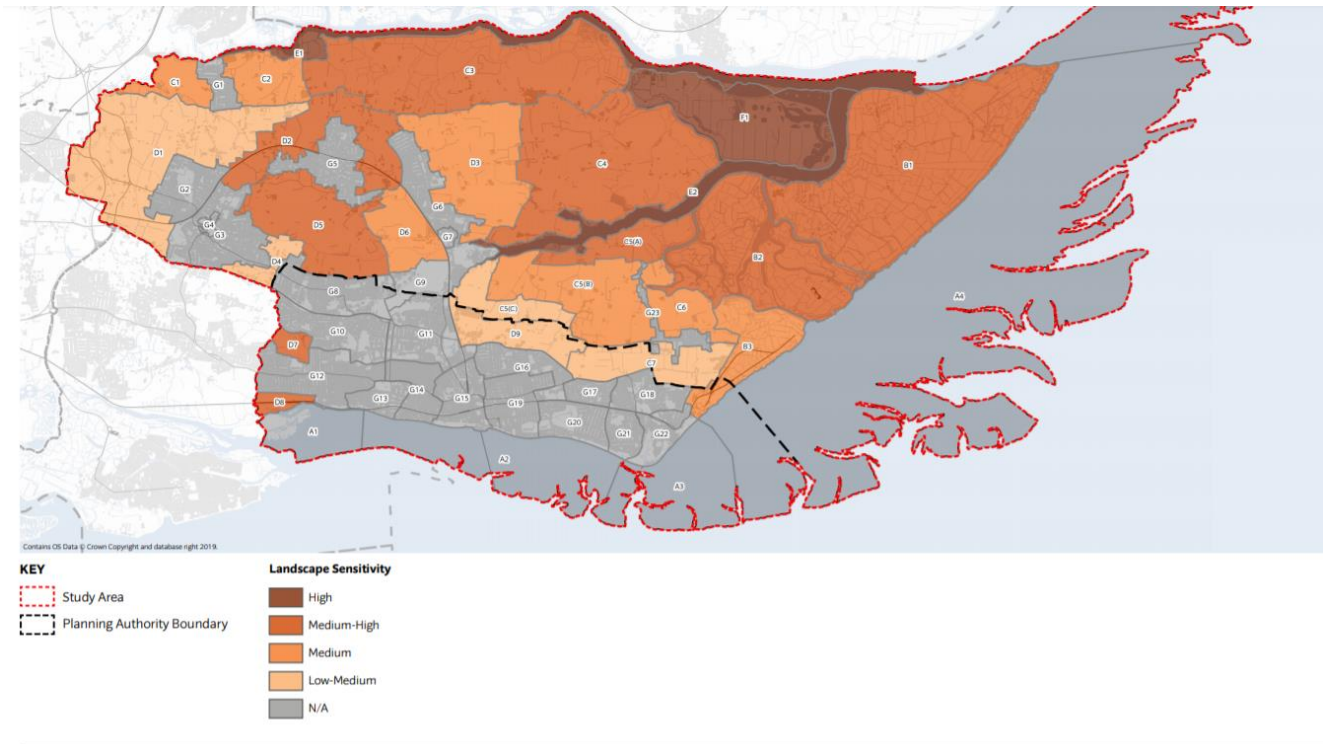 E1
C3
C1
G1
C2
F1
D2
D1
G5
D3
C4
B1
G2
E2
G6
G4
D5
D6
G3
G7
C5(A)
B2
D4
G9
C5(B)
G8
A4
C5(C)
G23
C6
G10
G11
D9
D7
B3
C7
G16
G12
G14
G17
G18
D8
G13
G15
G19
G20
A1
G21
G22
A2
A3
Contains OS Data © Crown Copyright and database right 2019.
KEY
Study Area
Planning Authority Boundary
Landscape Sensitivity
High
Medium-High
Medium
Low-Medium
N/A